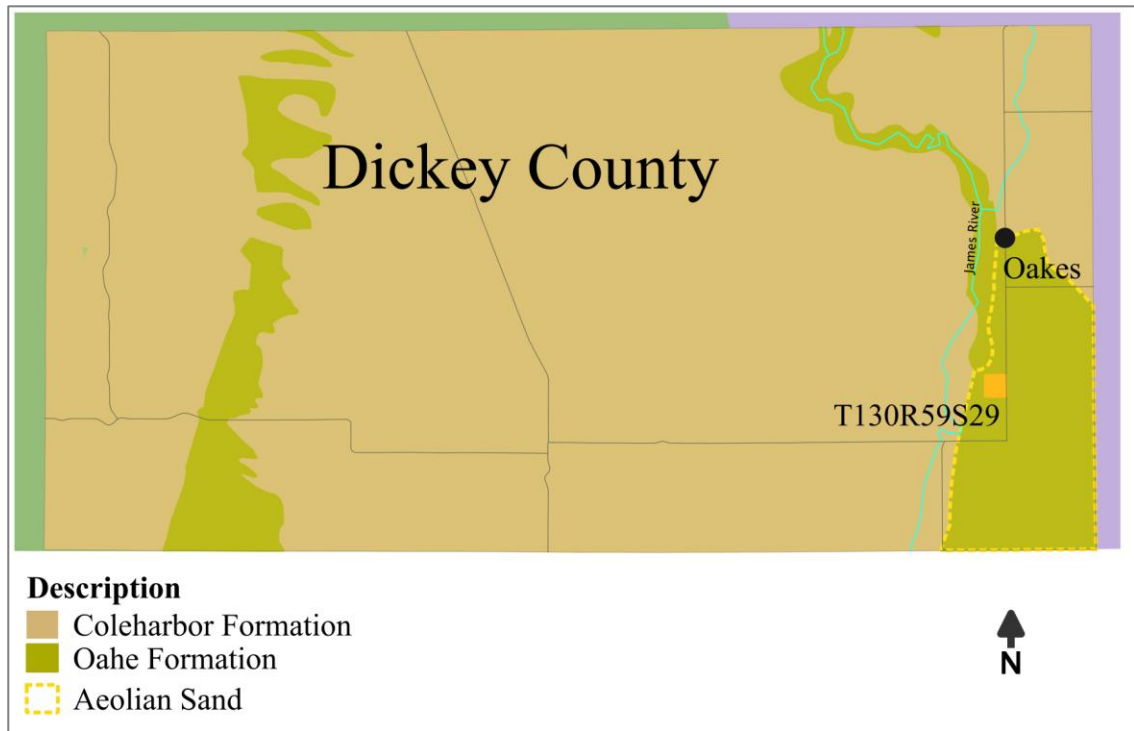 Dickey County
James River
Oakes
T130R59S29
Description
Coleharbor Formation
Oahe Formation
Aeolian Sand
N